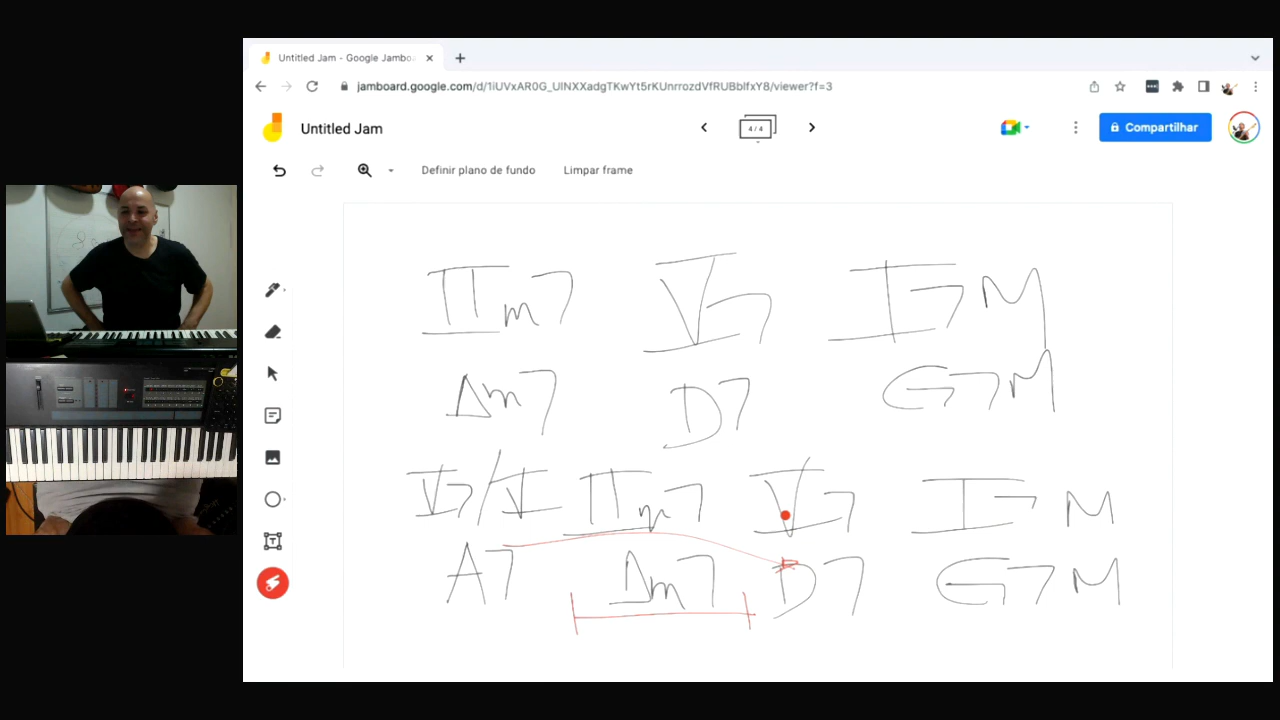 Untitled Jam - Google Jamboa
jamboard.google.com/d/1iUVxAR0G_UlNXXadgTKwYt5rKUnrrozdVfRUBblfxY8/viewer?f=3
Untitled Jam
4 / 4
Compartilhar
Definir plano de fundo
Limpar frame
IIm7 V7 I7M
Am7 D7 G7M
V7/V IIm7 V7 I7M
A7 Am7 D7 G7M